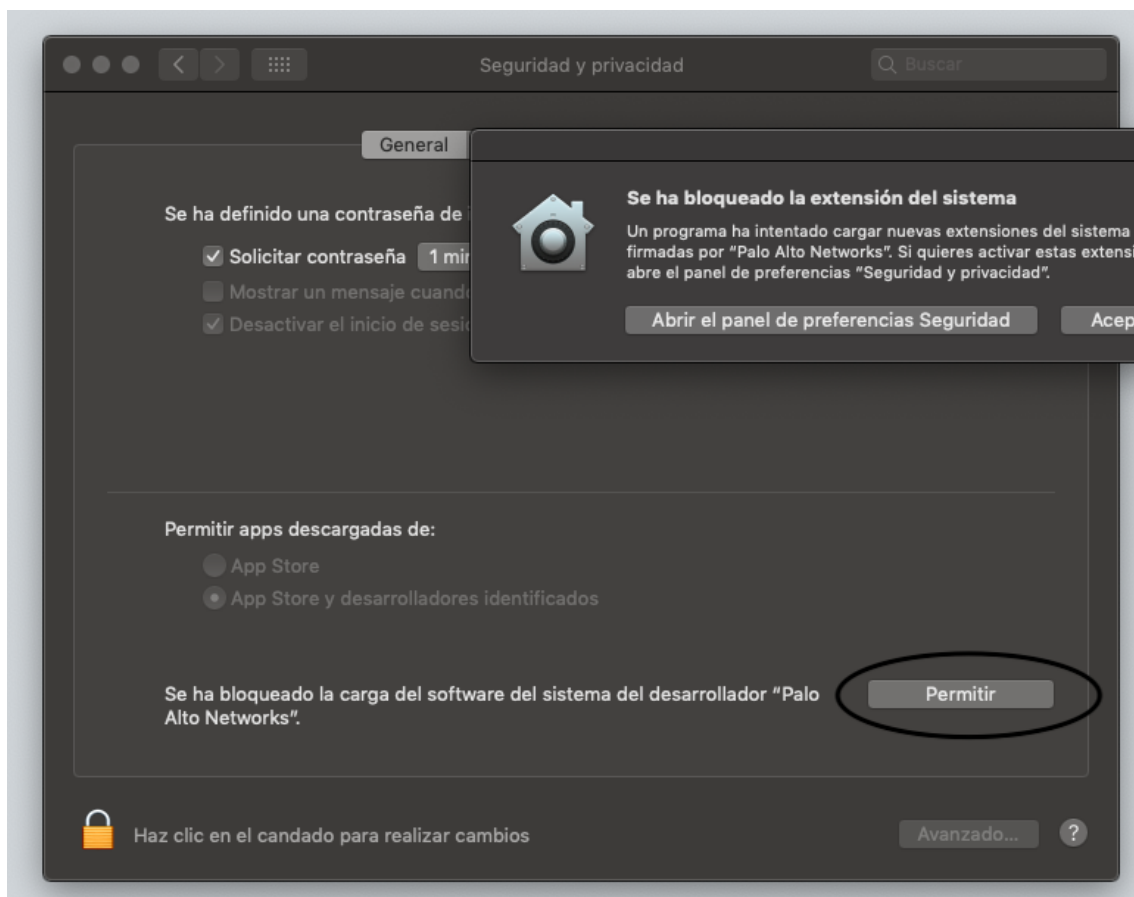 Seguridad y privacidad
Buscar
General
Se ha bloqueado la extensión del sistema
Un programa ha intentado cargar nuevas extensiones del sistema
firmadas por “Palo Alto Networks”. Si quieres activar estas
abre el panel de preferencias “Seguridad y privacidad”.
Abrir el panel de preferencias Seguridad
Se ha definido una contraseña de
Solicitar contraseña
1
Mostrar un mensaje
Desactivar el inicio de
Permitir apps descargadas de:
App Store
App Store y desarrolladores identificados
Se ha bloqueado la carga del software del sistema del desarrollador “Palo
Alto Networks”.
Permitir
Haz clic en el candado para realizar cambios
Avanzado...
?